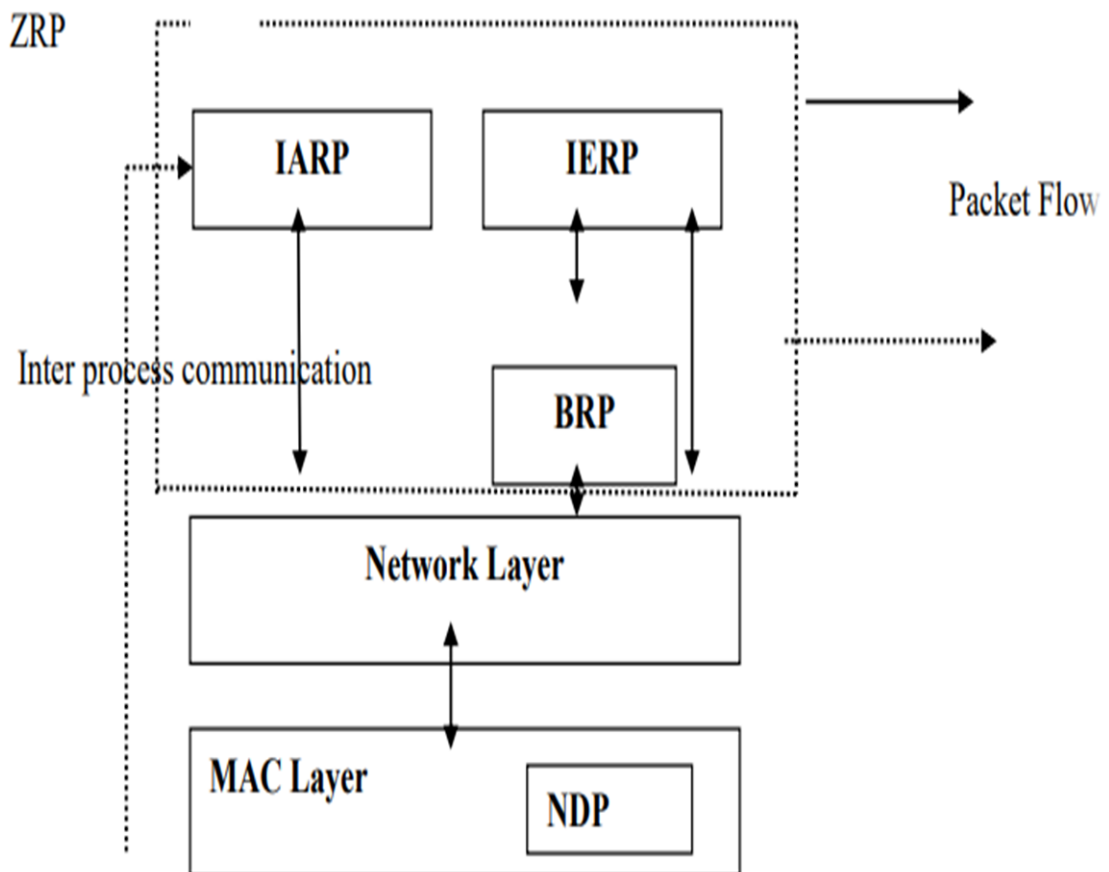 ZRP
IARP
IERP
Packet Flow
Inter process communication
BRP
Network Layer
MAC Layer
NDP